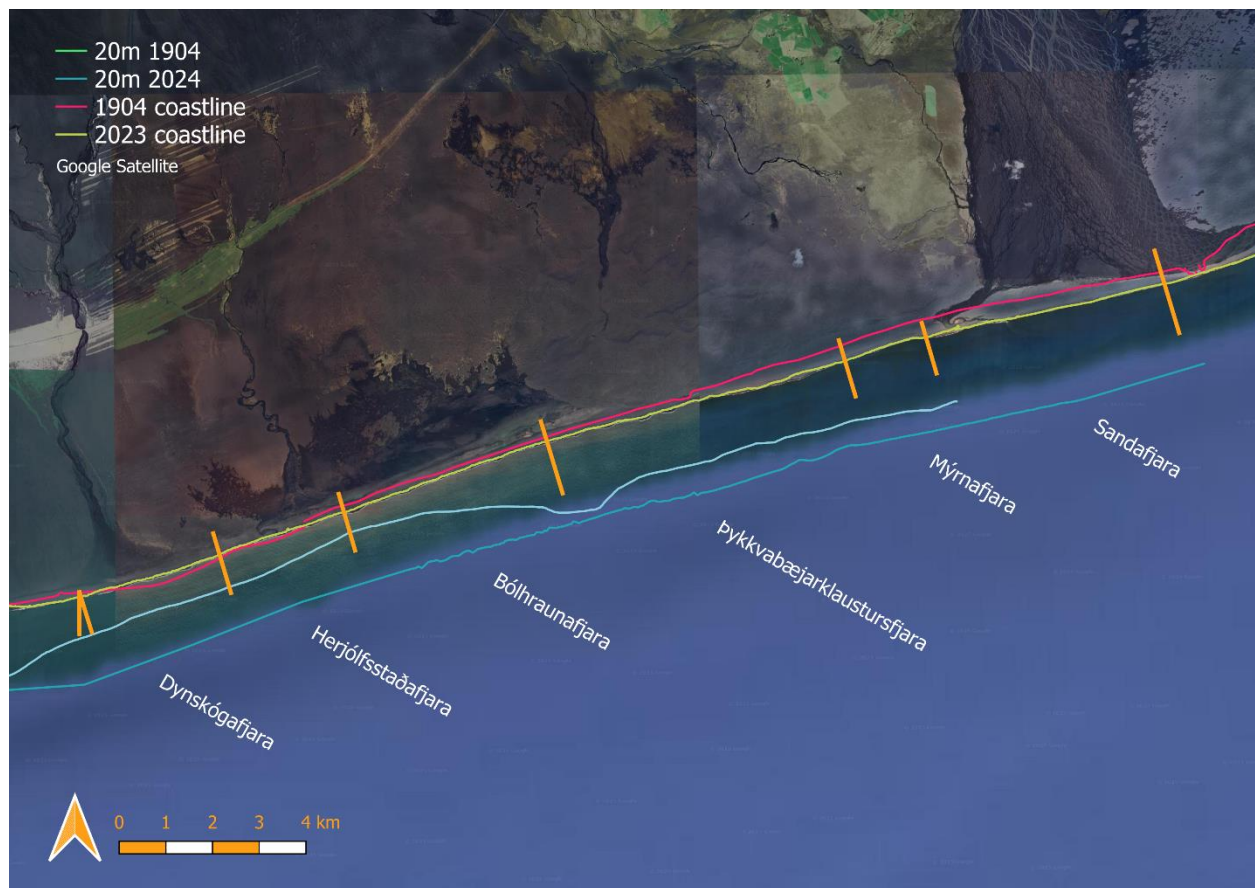 20m 1904
20m 2024
1904 coastline
2023 coastline
Google Satellite
Sandafjara
Mýrnafjara
Þykkvabæjarklaustursfjara
Bólhraunafjara
Herjólfsstaðafjara
Dynskógafjara
0 1 2 3 4 km